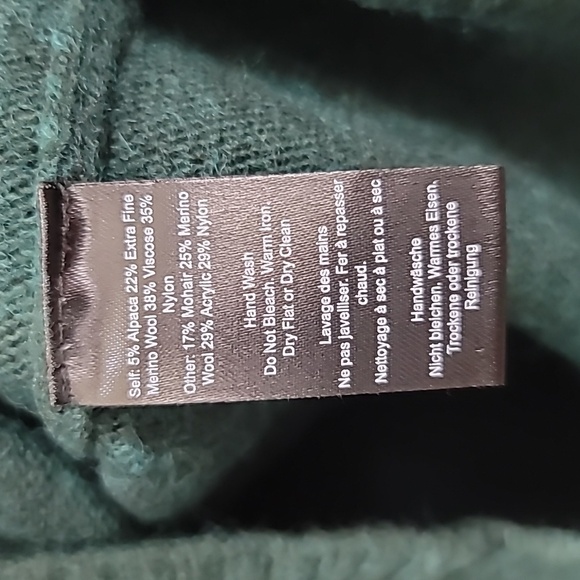 Self: 5% Alpaca 22% Extra Fine
Merino Wool 38% Viscose 35%
Nylon
Other: 17% Mohair 25% Merino
Wool 29% Acrylic 29% Nylon
Hand Wash
Do Not Bleach. Warm Iron.
Dry Flat or Dry Clean
Lavage des mains
Ne pas javelliser. Fer à repasser
chaud.
Nettoyage à sec à plat ou à sec
Handwäsche
Nicht bleichen. Warmes Eisen.
Trockene oder trockene
Reinigung